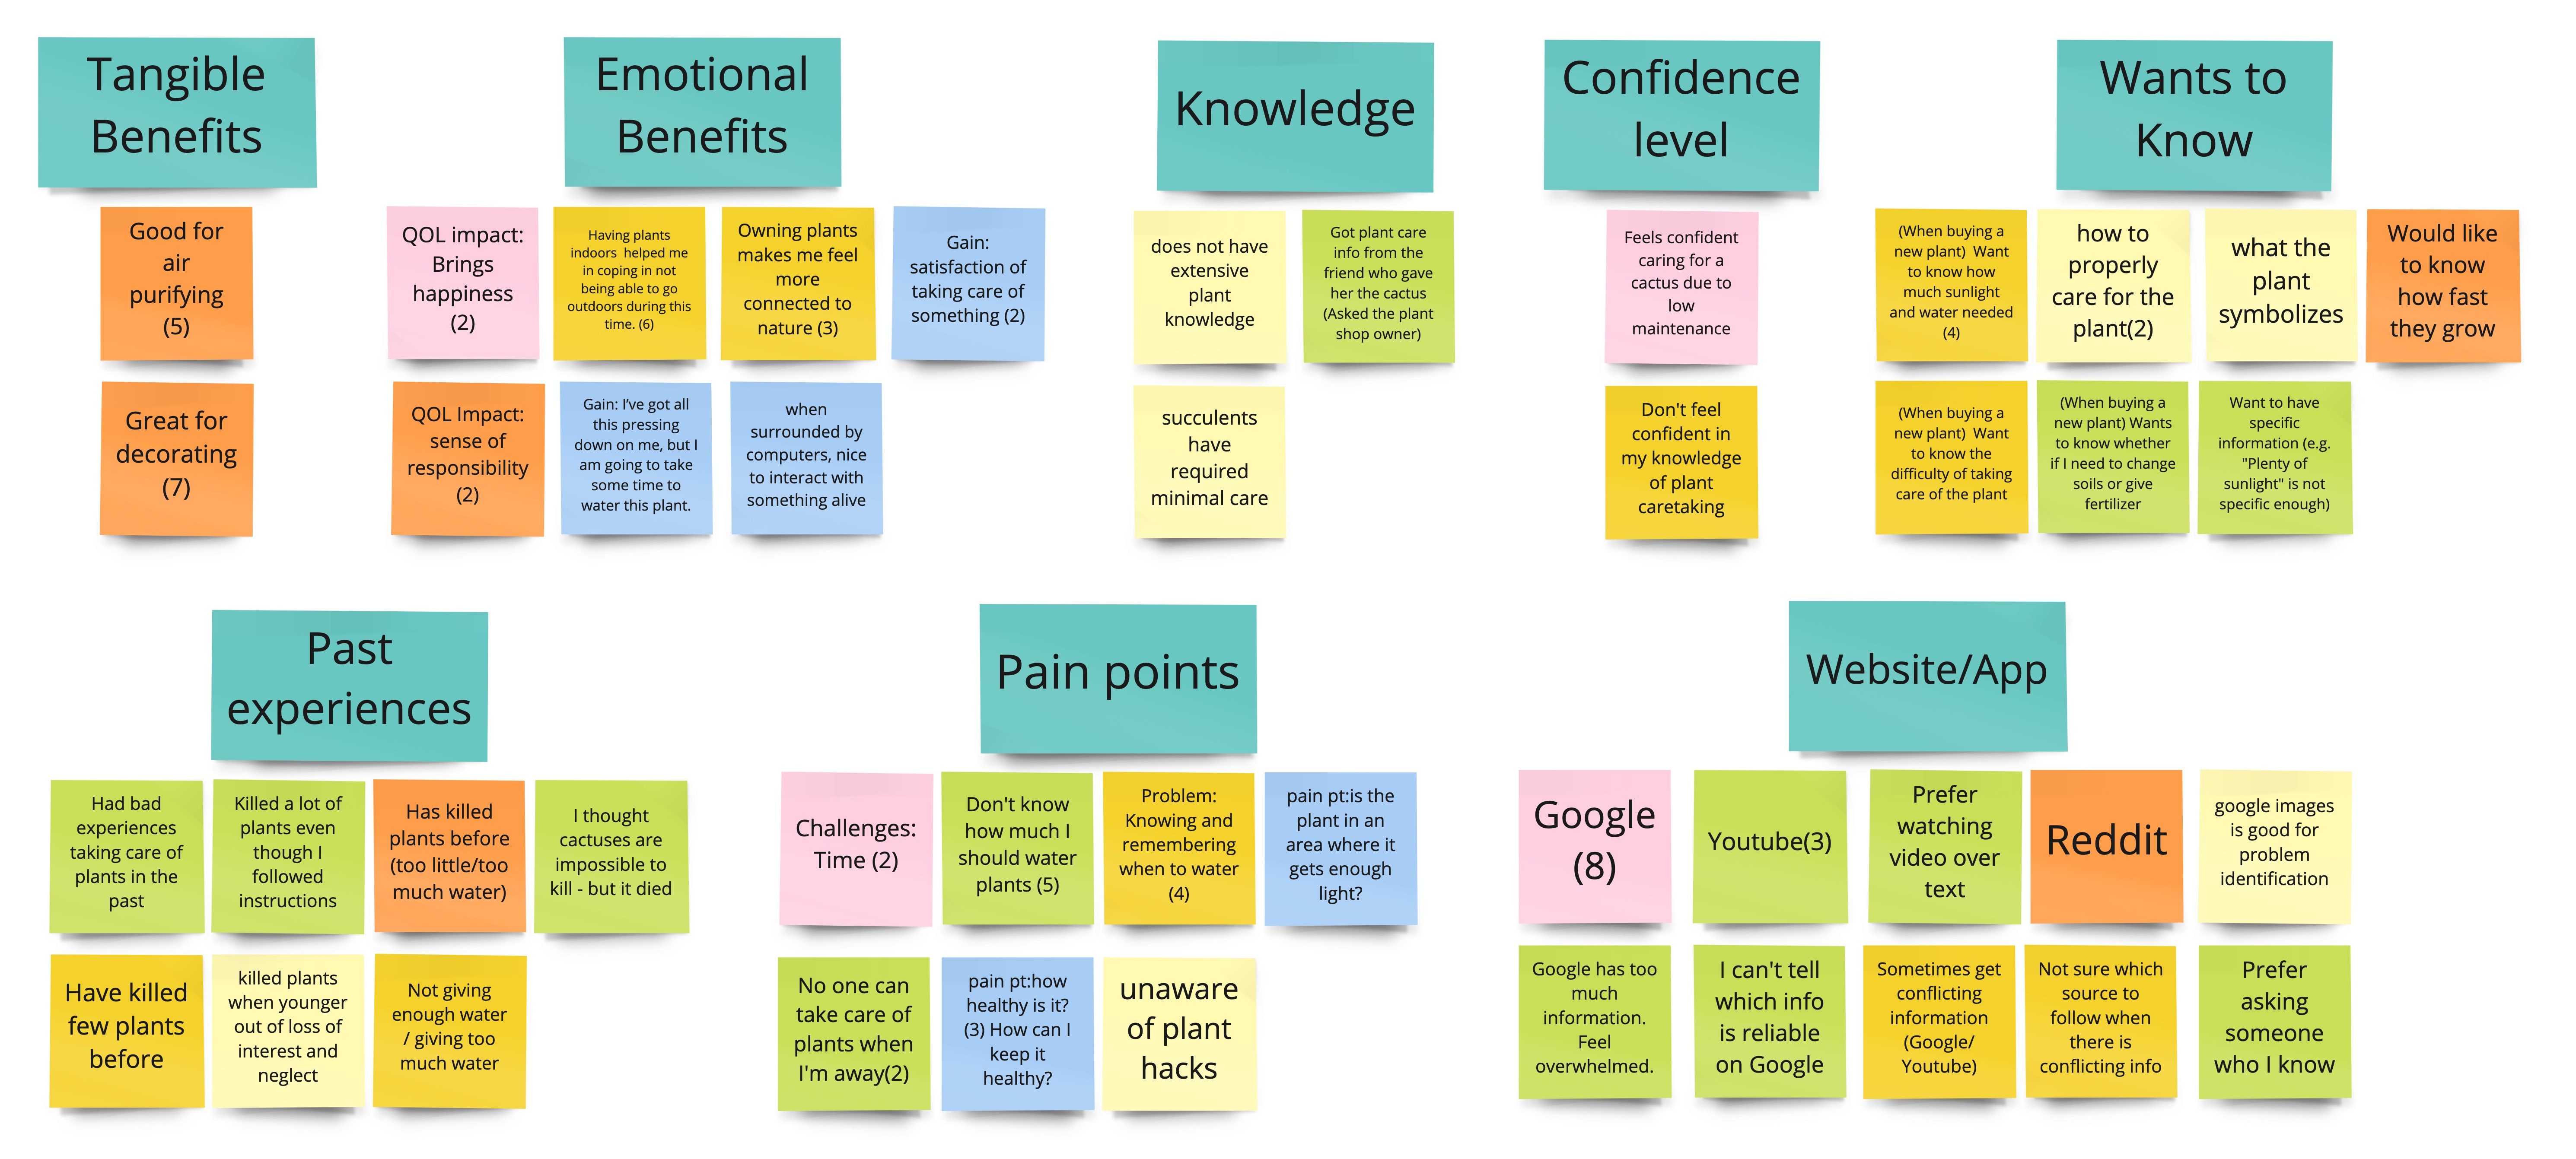 Tangible
Benefits
Good for
air
purifying
(5)
Great for
decorating
(7)
Emotional
Benefits
QOL impact:
Brings
happiness
(2)
Having plants
indoors  helped me
in coping in not
being able to go
outdoors during this
time. (6)
Owning plants
makes me feel
more
connected to
nature (3)
Gain:
satisfaction of
taking care of
something (2)
QOL Impact:
sense of
responsibility
(2)
Gain: I've got all
this pressing
down on me, but I
am going to take
some time to
water this plant.
when
surrounded by
computers, nice
to interact with
something alive
Knowledge
does not have
extensive
plant
knowledge
Got plant care
info from the
friend who gave
her the cactus
(Asked the plant
shop owner)
succulents
have
required
minimal care
Confidence
level
Feels confident
caring for a
cactus due to
low
maintenance
Don't feel
confident in
my knowledge
of plant
caretaking
Wants to
Know
(When buying a
new plant)  Want
to know how
much sunlight
and water needed
(4)
how to
properly
care for the
plant(2)
what the
plant
symbolizes
Would like
to know
how fast
they grow
(When buying a
new plant)  Want
to know the
difficulty of taking
care of the plant
(When buying a
new plant) Wants
to know whether
if I need to change
soils or give
fertilizer
Want to have
specific
information (e.g.
"Plenty of
sunlight" is not
specific enough)
Past
experiences
Had bad
experiences
taking care of
plants in the
past
Killed a lot of
plants even
though I
followed
instructions
Has killed
plants before
(too little/too
much water)
I thought
cactuses are
impossible to
kill - but it died
Have killed
few plants
before
killed plants
when younger
out of loss of
interest and
neglect
Not giving
enough water
/ giving too
much water
Pain points
Challenges:
Time (2)
Don't know
how much I
should water
plants (5)
Problem:
Knowing and
remembering
when to water
(4)
pain pt:is the
plant in an
area where it
gets enough
light?
No one can
take care of
plants when
I'm away(2)
pain pt:how
healthy is it?
(3) How can I
keep it
healthy?
unaware
of plant
hacks
Website/App
Google
(8)
Youtube(3)
Prefer
watching
video over
text
Reddit
google images
is good for
problem
identification
Google has too
much
information.
Feel
overwhelmed.
I can't tell
which info
is reliable
on Google
Sometimes get
conflicting
information
(Google/
Youtube)
Not sure which
source to
follow when
there is
conflicting info
Prefer
asking
someone
who I know